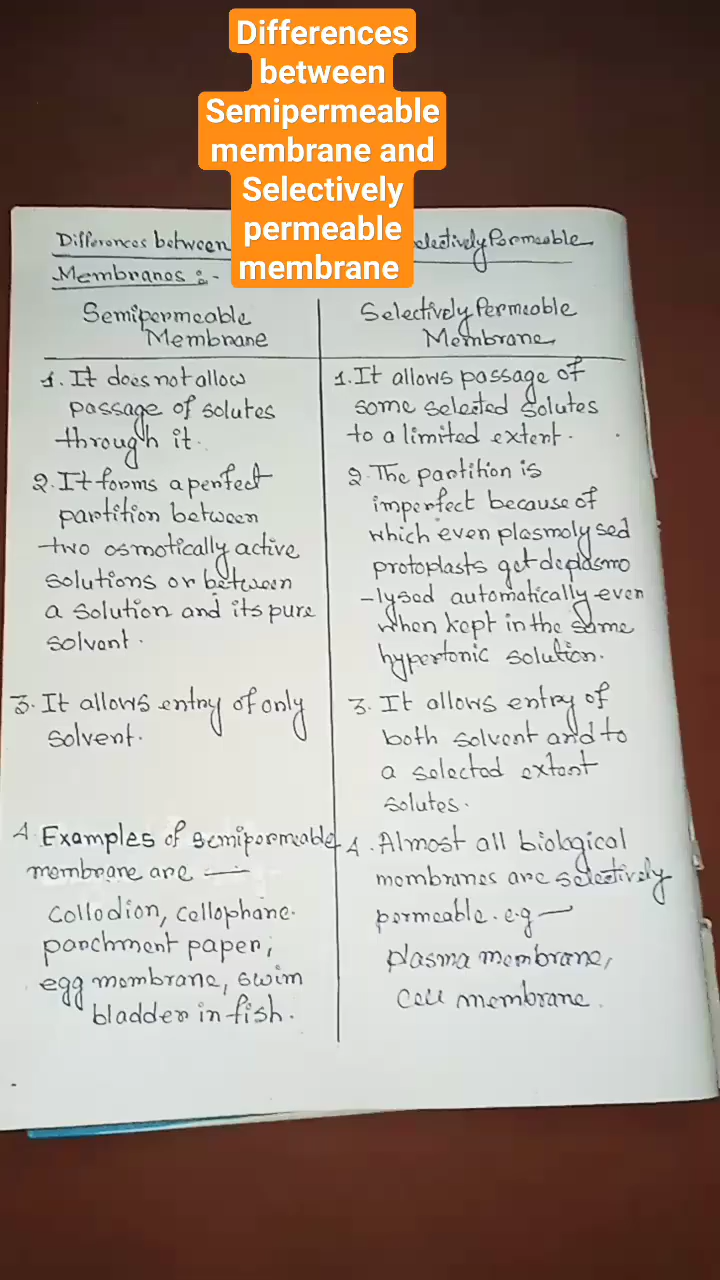 Differences
between
Semipermeable
membrane and
Selectively
permeable
membrane
Differences between
electively Permeable
Membranes :-
Semipermeable
Membrane
1. It does not allow
passage of solutes
through it.
2. It forms a perfect
partition between
two osmotically active
solutions or between
a solution and its pure
solvent.
3. It allows entry of only
solvent.
4. Examples of semipermeable
membrane are —
collodion, cellophane.
parchment paper,
egg membrane, swim
bladder in fish.
Selectively Permeable
Membrane
1. It allows passage of
some selected solutes
to a limited extent.
2. The partition is
imperfect because of
which even plasmolysed
protoplasts get deplasmo
-lysed automatically even
when kept in the same
hypertonic solution.
3. It allows entry of
both solvent and to
a selected extent
solutes.
4. Almost all biological
membranes are selectively
permeable. e.g —
plasma membrane,
cell membrane.